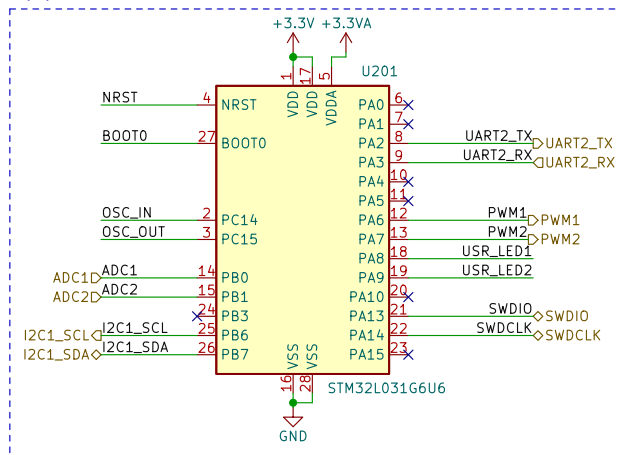 +3.3V +3.3VA
U201
1 17 5
VDD VDD VDDA
NRST 4 NRST PA0 6
PA1 7
BOOT0 27 BOOT0 PA2 8 UART2_TX UART2_TX
PA3 9 UART2_RX UART2_RX
PA4 10
PA5 11
OSC_IN 2 PC14 PA6 12 PWM1 PWM1
OSC_OUT 3 PC15 PA7 13 PWM2 PWM2
PA8 18 USR_LED1
ADC1 ADC1 14 PB0 PA9 19 USR_LED2
ADC2 ADC2 15 PB1 PA10 20
24 PB3 PA13 21 SWDIO SWDIO
I2C1_SCL I2C1_SCL 25 PB6 PA14 22 SWDCLK SWDCLK
I2C1_SDA I2C1_SDA 26 PB7 PA15 23
VSS VSS
16 28
STM32L031G6U6
GND